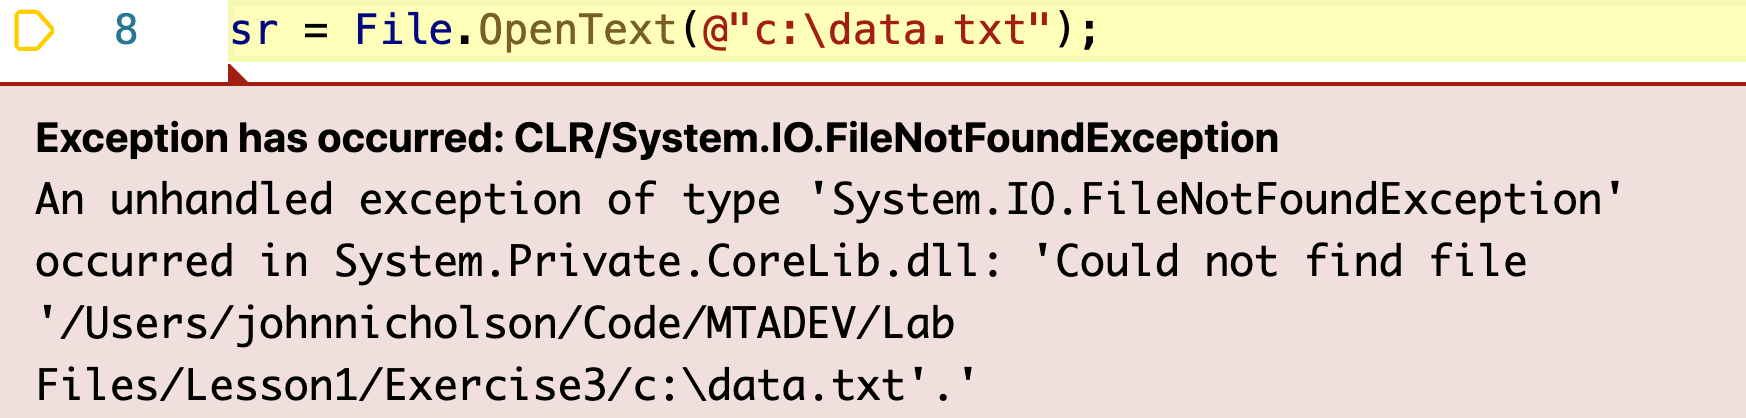 8 sr = File.OpenText(@"c:\data.txt");
Exception has occurred: CLR/System.IO.FileNotFoundException
An unhandled exception of type 'System.IO.FileNotFoundException'
occurred in System.Private.CoreLib.dll: 'Could not find file
'/Users/johnnicholson/Code/MTADEV/Lab
Files/Lesson1/Exercise3/c:\data.txt'.'